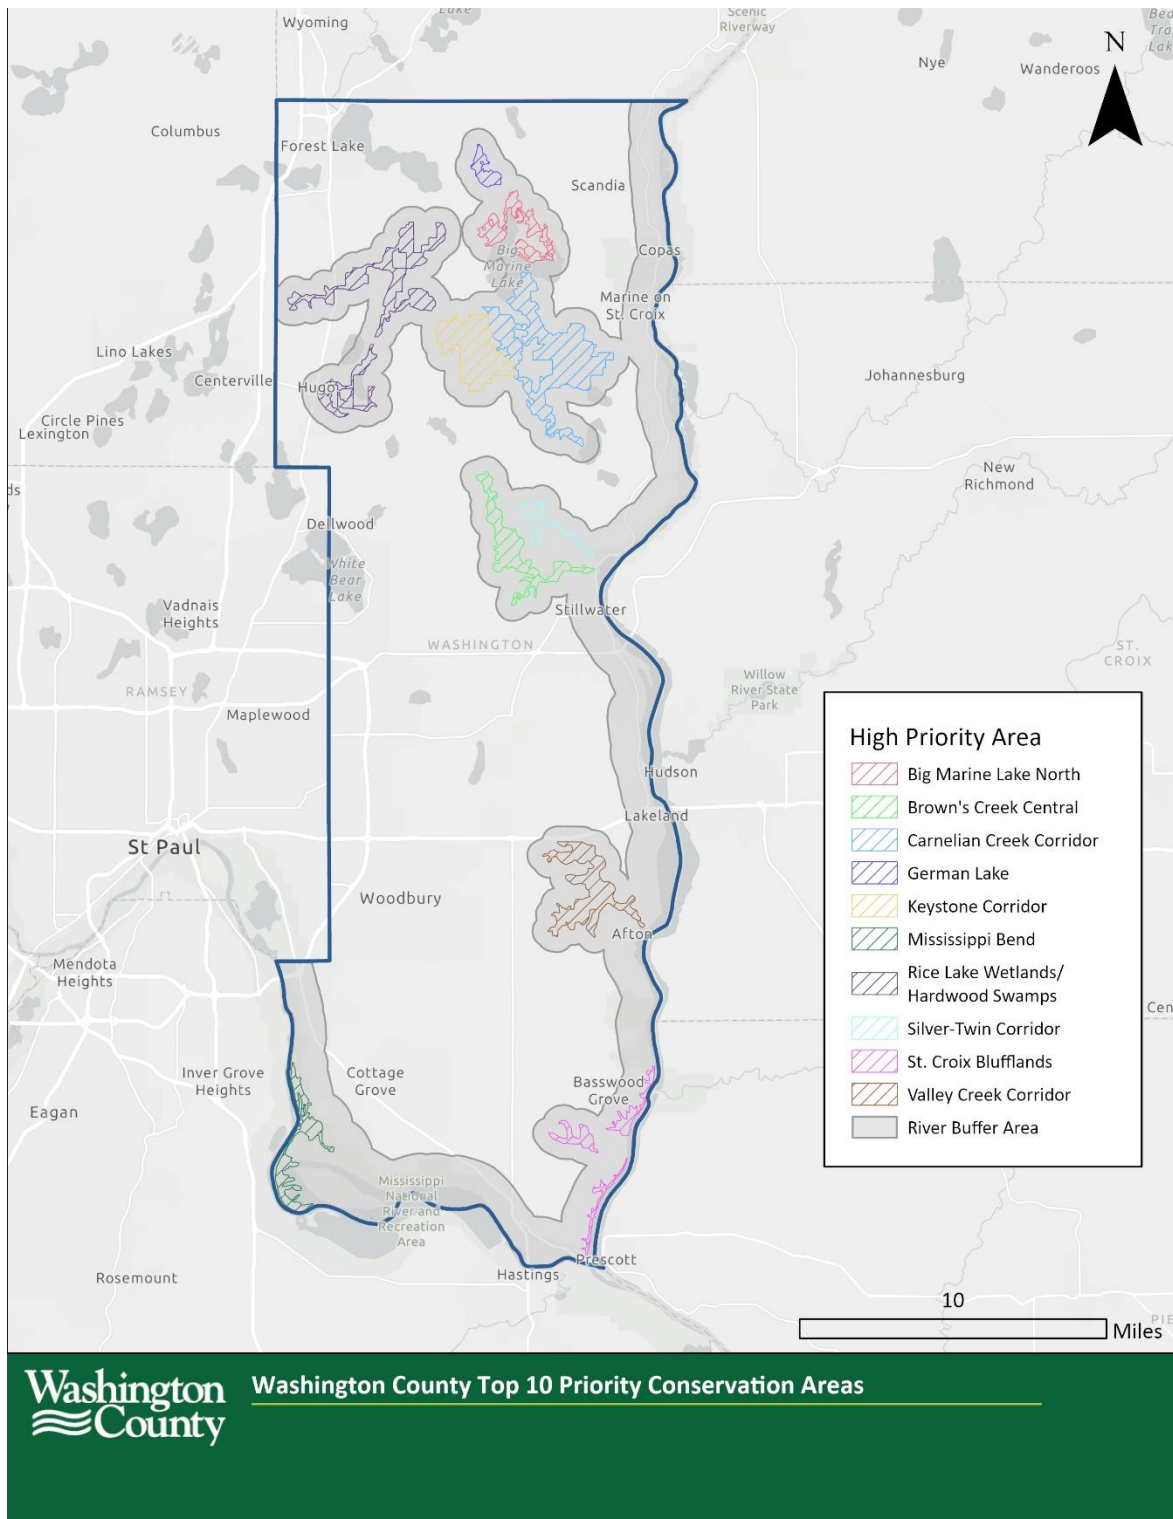 Wyoming
Lake
Scenic
Riverway
Nye
Wanderoos
N
Columbus
Forest Lake
Scandia
Big
Marine
Lake
Copas
Marine on
St. Croix
Lino Lakes
Centerville
Hugo
Johannesburg
Circle Pines
Lexington
New
Richmond
ds
Dellwood
White
Bear
Lake
Vadnais
Heights
Stillwater
WASHINGTON
ST.
CROIX
RAMSEY
Willow
River State
Park
Maplewood
Hudson
Lakeland
St Paul
Woodbury
Afton
Mendota
Heights
Cen
Inver Grove
Heights
Cottage
Grove
Basswood
Grove
Eagan
Mississippi
National
River and
Recreation
Area
Prescott
Hastings
Rosemount
PIE
High Priority Area
Big Marine Lake North
Brown's Creek Central
Carnelian Creek Corridor
German Lake
Keystone Corridor
Mississippi Bend
Rice Lake Wetlands/
Hardwood Swamps
Silver-Twin Corridor
St. Croix Blufflands
Valley Creek Corridor
River Buffer Area
10
Miles
Washington
County
Washington County Top 10 Priority Conservation Areas